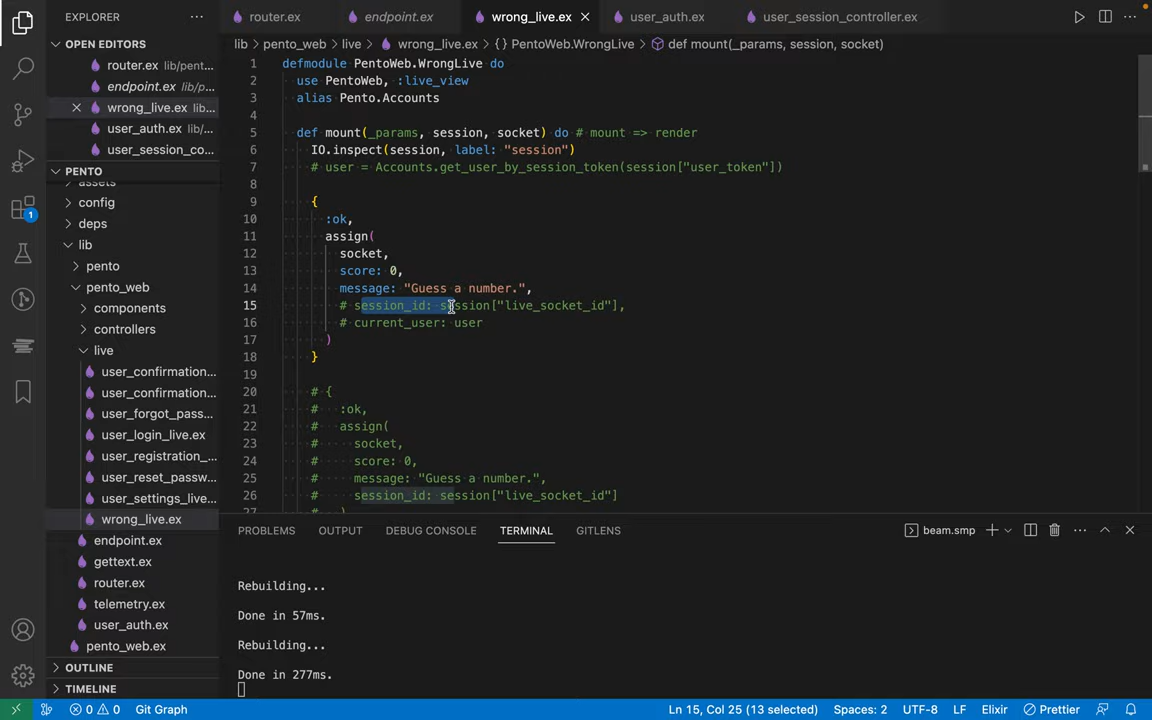 EXPLORER
router.ex
endpoint.ex
wrong_live.ex
user_auth.ex
user_session_controller.ex
OPEN EDITORS
router.ex lib/pent...
endpoint.ex lib/p...
wrong_live.ex lib...
user_auth.ex lib/...
user_session_co...
PENTO
assets
config
deps
lib
pento
pento_web
components
controllers
live
user_confirmation...
user_confirmation...
user_forgot_pass...
user_login_live.ex
user_registration_...
user_reset_passw...
user_settings_live...
wrong_live.ex
endpoint.ex
gettext.ex
router.ex
telemetry.ex
user_auth.ex
pento_web.ex
OUTLINE
TIMELINE
lib > pento_web > live > wrong_live.ex > {} PentoWeb.WrongLive > def mount(_params, session, socket)
1 defmodule PentoWeb.WrongLive do
2 use PentoWeb, :live_view
3 alias Pento.Accounts
4
5 def mount(_params, session, socket) do # mount => render
6 IO.inspect(session, label: "session")
7 # user = Accounts.get_user_by_session_token(session["user_token"])
8
9 {
10 :ok,
11 assign(
12 socket,
13 score: 0,
14 message: "Guess a number.",
15 # session_id: session["live_socket_id"],
16 # current_user: user
17 )
18 }
19
20 # {
21 # :ok,
22 # assign(
23 # socket,
24 # score: 0,
25 # message: "Guess a number.",
26 # session_id: session["live_socket_id"]
27 # )
PROBLEMS OUTPUT DEBUG CONSOLE TERMINAL GITLENS
beam.smp
Rebuilding...
Done in 57ms.
Rebuilding...
Done in 277ms.
1
0 0 Git Graph
Ln 15, Col 25 (13 selected) Spaces: 2 UTF-8 LF Elixir Prettier